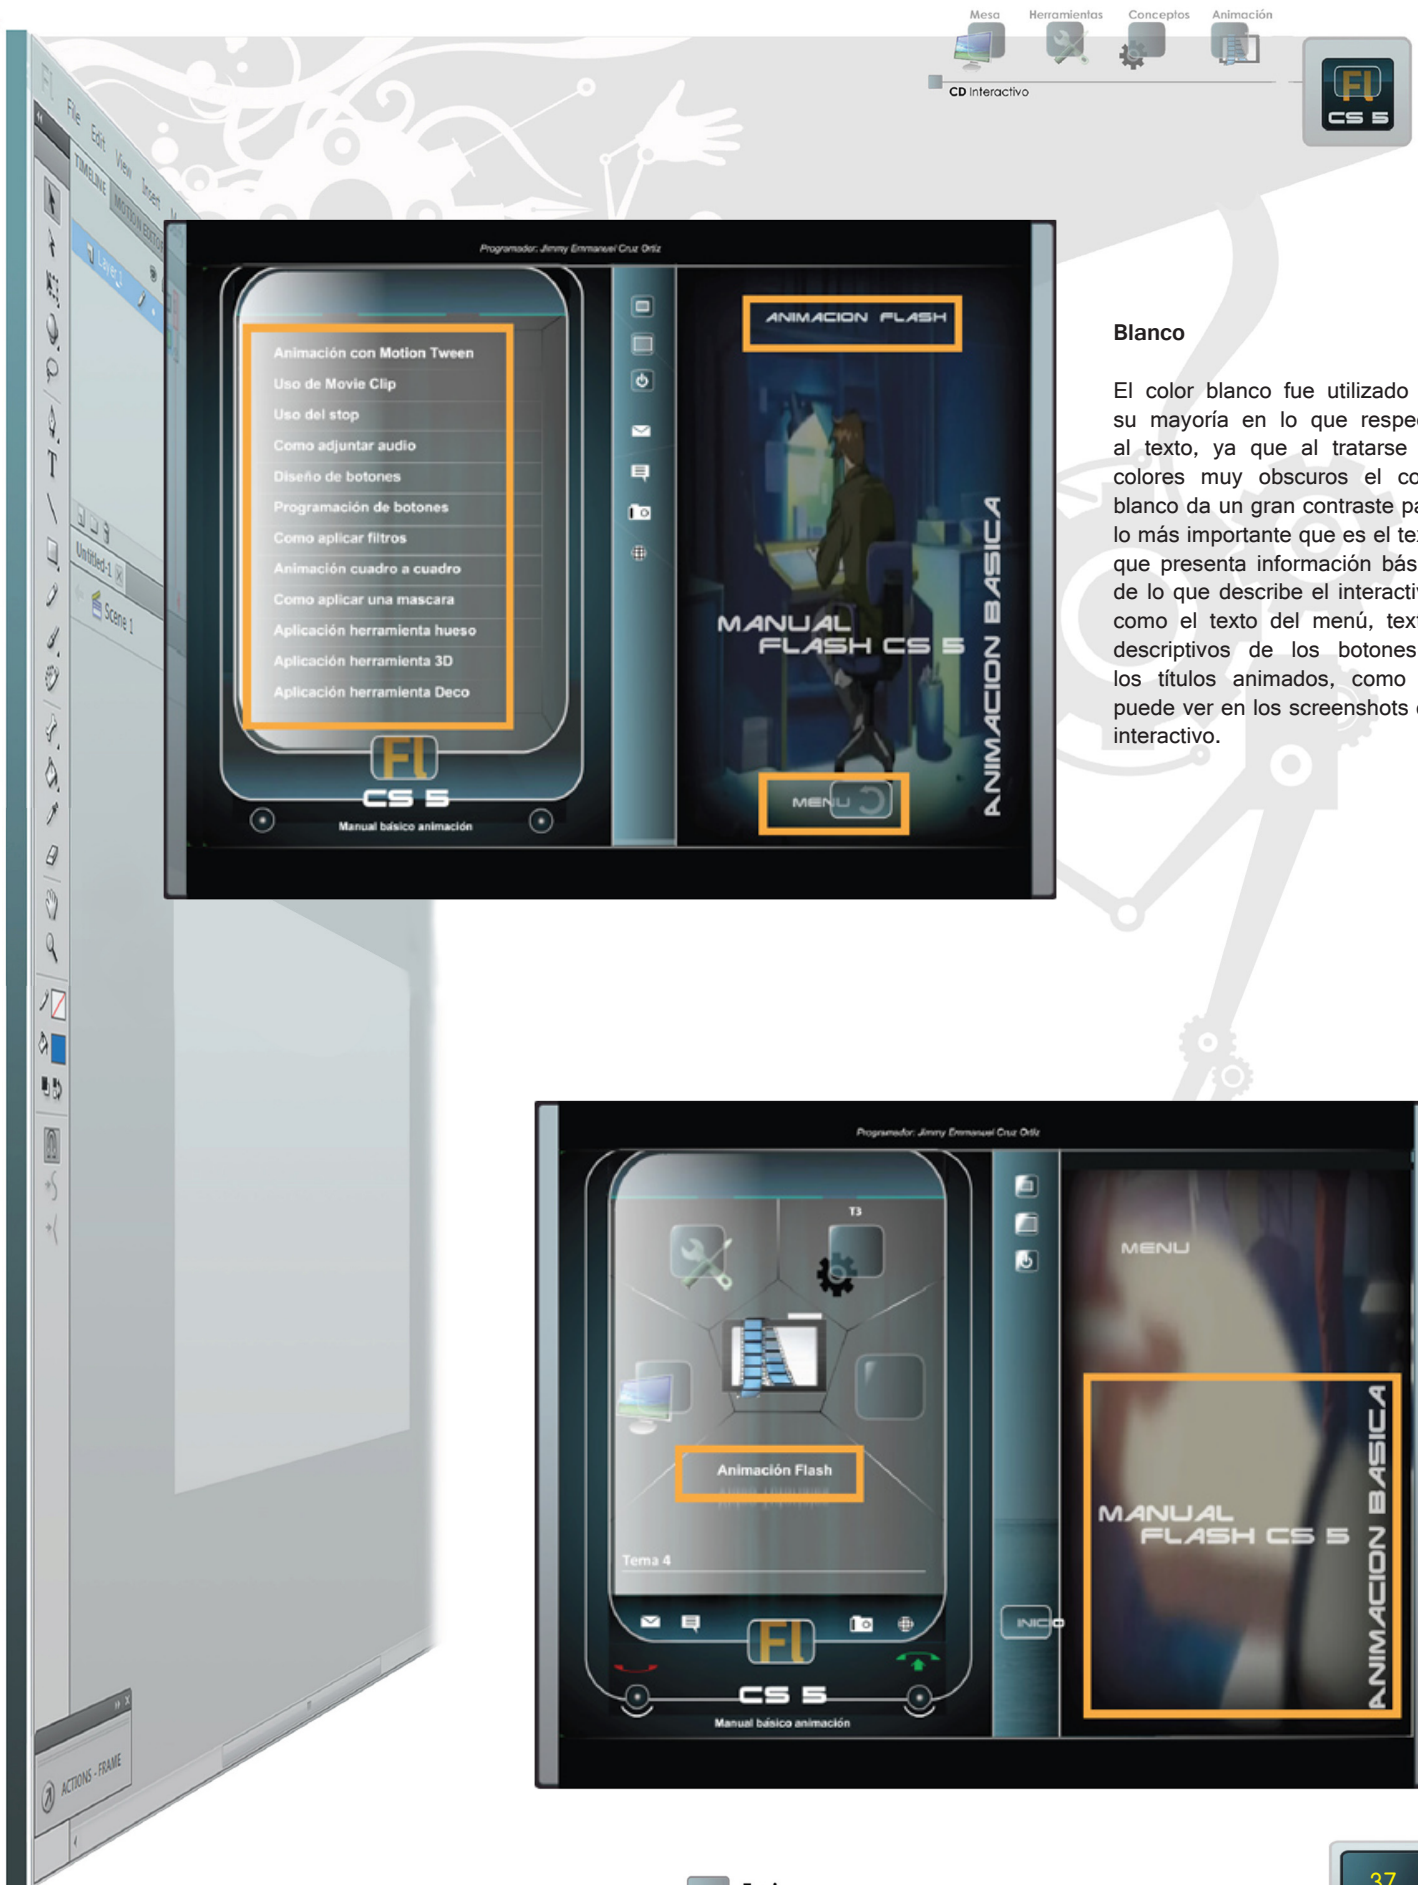 Mesa Herramientas Conceptos Animación
CD Interactivo
Fl
CS 5
Fl File Edit View Insert
TIMELINE MOTION EDITOR
Layer 1
Untitled-1
Scene 1
T
ACTIONS - FRAME
Programador: Jimmy Emmanuel Cruz Ortiz
Animación con Motion Tween
Uso de Movie Clip
Uso del stop
Como adjuntar audio
Diseño de botones
Programación de botones
Como aplicar filtros
Animación cuadro a cuadro
Como aplicar una mascara
Aplicación herramienta hueso
Aplicación herramienta 3D
Aplicación herramienta Deco
Fl
CS 5
Manual básico animación
ANIMACION FLASH
MANUAL
FLASH CS 5
ANIMACION BASICA
MENU
Blanco
El color blanco fue utilizado
su mayoría en lo que respec
al texto, ya que al tratarse
colores muy obscuros el co
blanco da un gran contraste pa
lo más importante que es el tex
que presenta información bás
de lo que describe el interactiv
como el texto del menú, text
descriptivos de los botones
los títulos animados, como
puede ver en los screenshots
interactivo.
Programador: Jimmy Emmanuel Cruz Ortiz
T3
Animación Flash
Tema 4
Fl
CS 5
Manual básico animación
INICIO
MENU
MANUAL
FLASH CS 5
ANIMACION BASICA
37